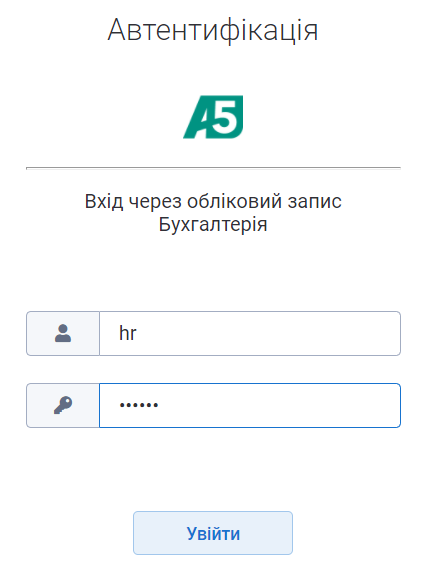 Автентифікація
A5
Вхід через обліковий запис
Бухгалтерія
hr
••••••
Увійти